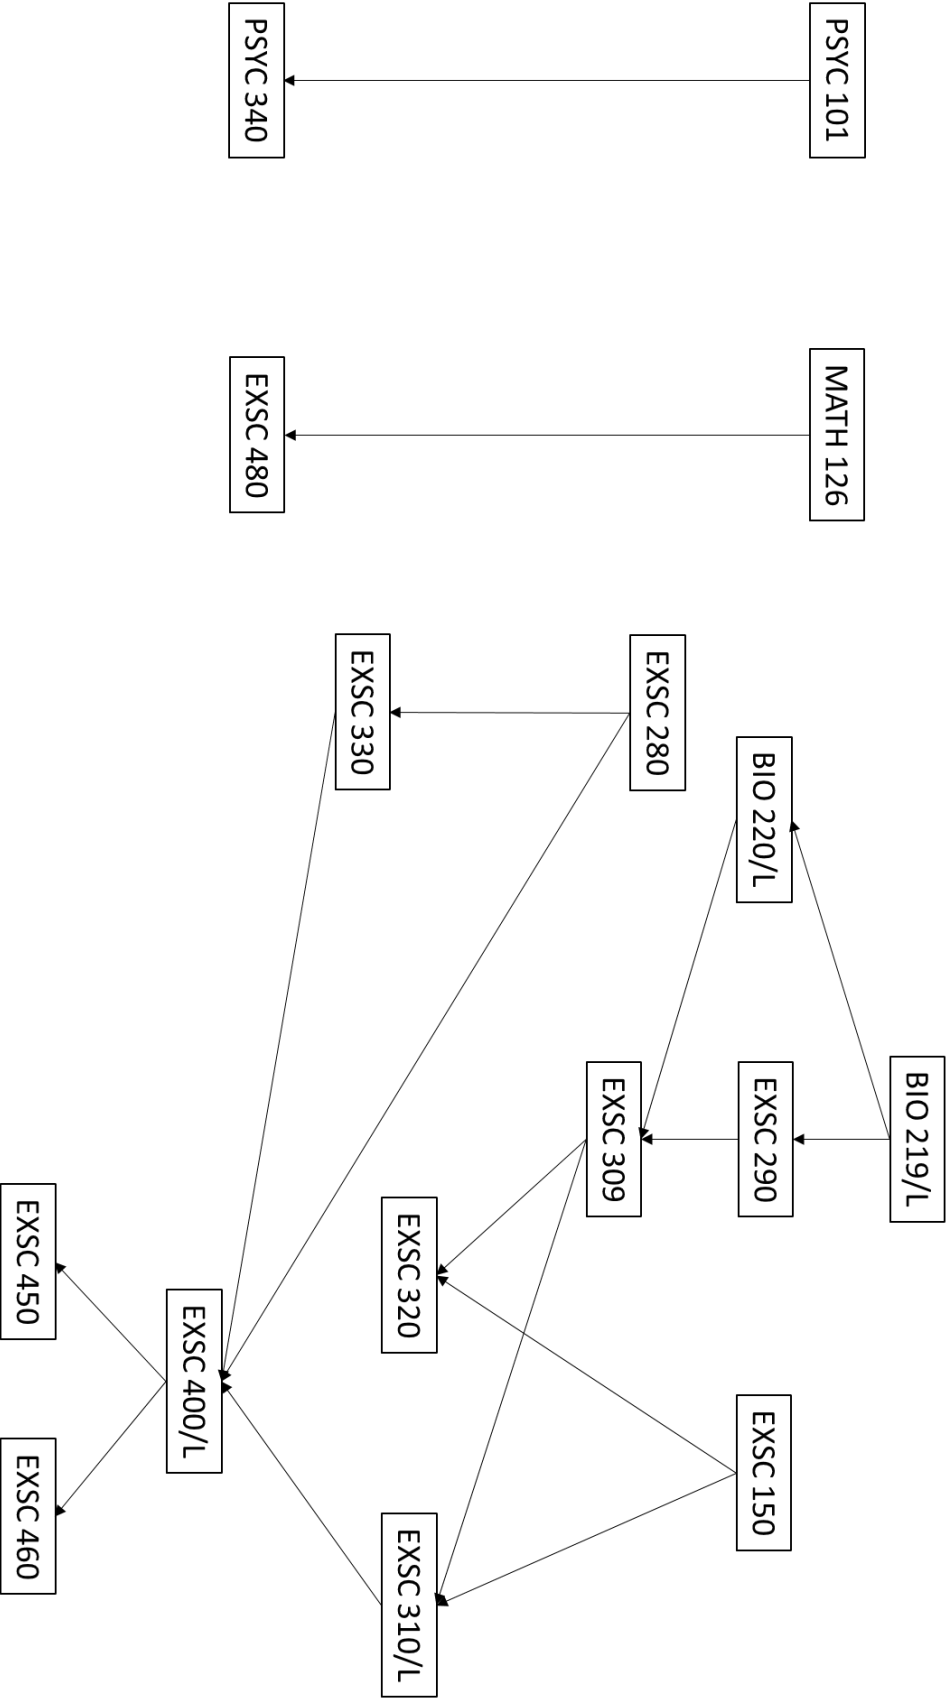 PSYC 101
MATH 126
BIO 219/L
BIO 220/L
EXSC 290
EXSC 150
EXSC 280
EXSC 309
EXSC 330
EXSC 320
EXSC 310/L
PSYC 340
EXSC 480
EXSC 400/L
EXSC 450
EXSC 460